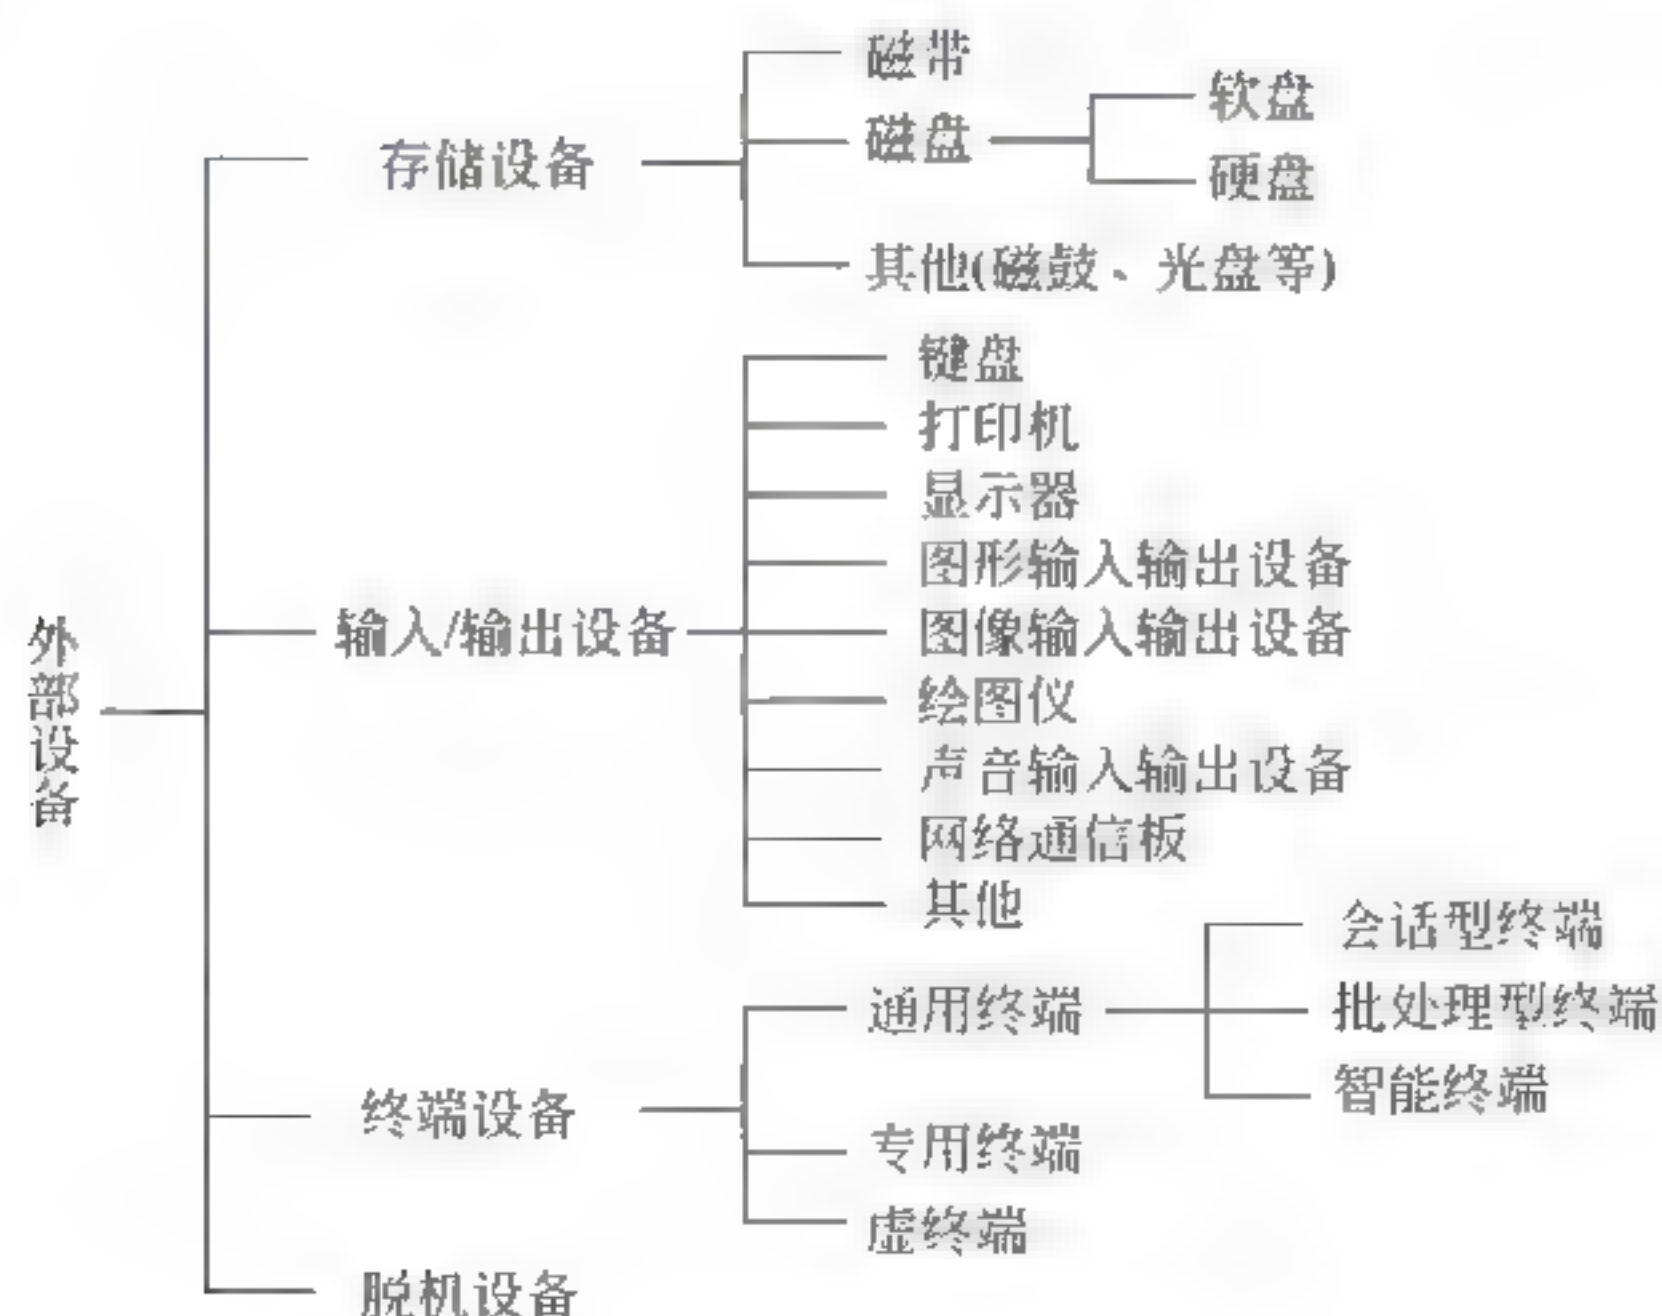 外部设备
存储设备
磁带
磁盘
软盘
硬盘
其他(磁鼓、光盘等)
输入/输出设备
键盘
打印机
显示器
图形输入输出设备
图像输入输出设备
绘图仪
声音输入输出设备
网络通信板
其他
终端设备
通用终端
会话型终端
批处理型终端
智能终端
专用终端
虚终端
脱机设备